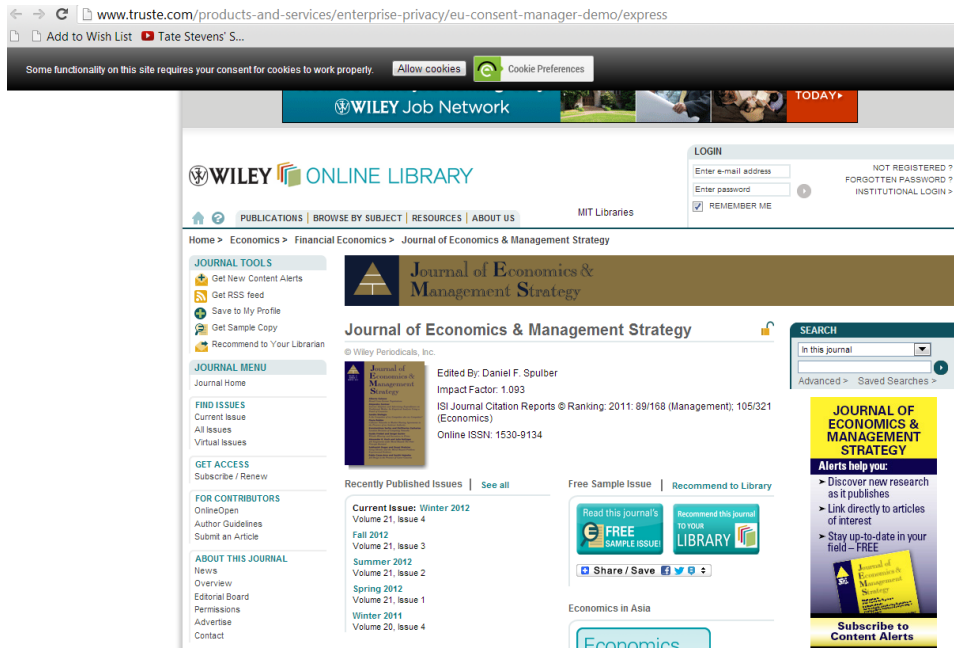 www.truste.com/products-and-services/enterprise-privacy/eu-consent-manager-demo/express
Add to Wish List Tate Stevens' S...
Some functionality on this site requires your consent for cookies to work properly. Allow cookies Cookie Preferences
WILEY Job Network
TODAY
WILEY ONLINE LIBRARY
LOGIN
Enter e-mail address
Enter password
REMEMBER ME
NOT REGISTERED ?
FORGOTTEN PASSWORD ?
INSTITUTIONAL LOGIN >
PUBLICATIONS | BROWSE BY SUBJECT | RESOURCES | ABOUT US
MIT Libraries
Home > Economics > Financial Economics > Journal of Economics & Management Strategy
JOURNAL TOOLS
Get New Content Alerts
Get RSS feed
Save to My Profile
Get Sample Copy
Recommend to Your Librarian
JOURNAL MENU
Journal Home
FIND ISSUES
Current Issue
All Issues
Virtual Issues
GET ACCESS
Subscribe / Renew
FOR CONTRIBUTORS
OnlineOpen
Author Guidelines
Submit an Article
ABOUT THIS JOURNAL
News
Overview
Editorial Board
Permissions
Advertise
Contact
Journal of Economics &
Management Strategy
Journal of Economics & Management Strategy
© Wiley Periodicals, Inc.
Journal of
Economics &
Management
Strategy
Edited By: Daniel F. Spulber
Impact Factor: 1.093
ISI Journal Citation Reports © Ranking: 2011: 89/168 (Management); 105/321
(Economics)
Online ISSN: 1530-9134
Recently Published Issues | See all
Current Issue: Winter 2012
Volume 21, Issue 4
Fall 2012
Volume 21, Issue 3
Summer 2012
Volume 21, Issue 2
Spring 2012
Volume 21, Issue 1
Winter 2011
Volume 20, Issue 4
Free Sample Issue | Recommend to Library
Read this journal's
FREE
SAMPLE ISSUE!
Recommend this journal
TO YOUR
LIBRARY
Share / Save
Economics in Asia
Economics
SEARCH
In this journal
Advanced > Saved Searches >
JOURNAL OF
ECONOMICS &
MANAGEMENT
STRATEGY
Alerts help you:
Discover new research
as it publishes
Link directly to articles
of interest
Stay up-to-date in your
field – FREE
Journal of
Economics &
Management
Strategy
Subscribe to
Content Alerts